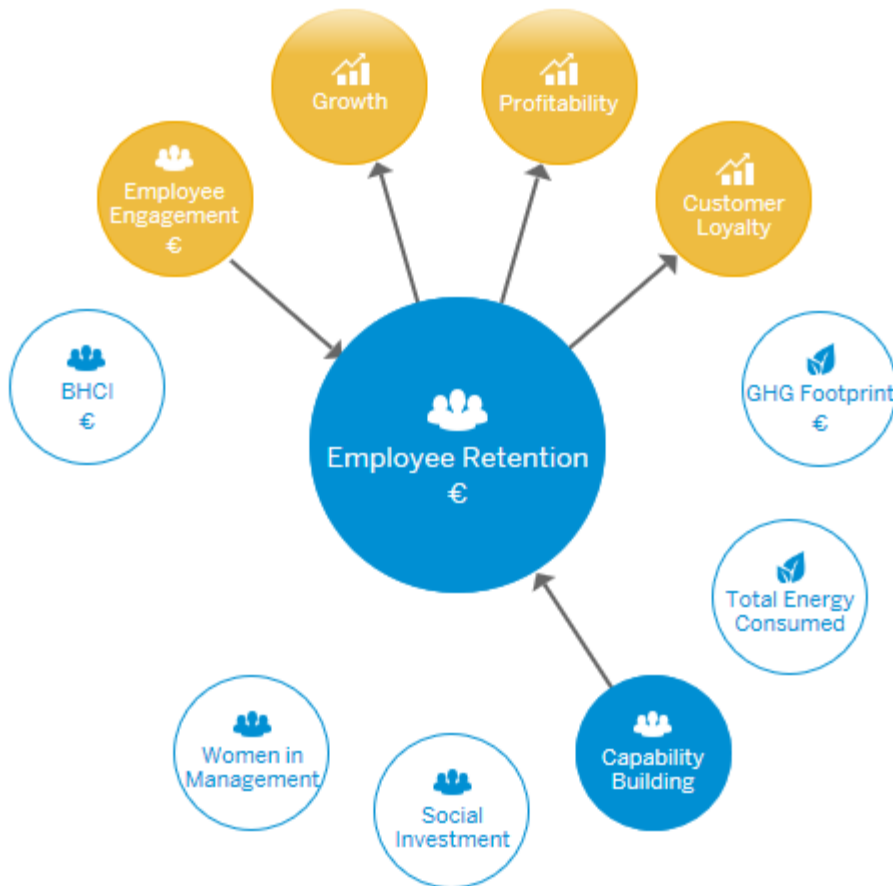 Growth
Profitability
Employee
Engagement
€
Customer
Loyalty
BHCI
€
GHG Footprint
€
Employee Retention
€
Total Energy
Consumed
Women in
Management
Capability
Building
Social
Investment